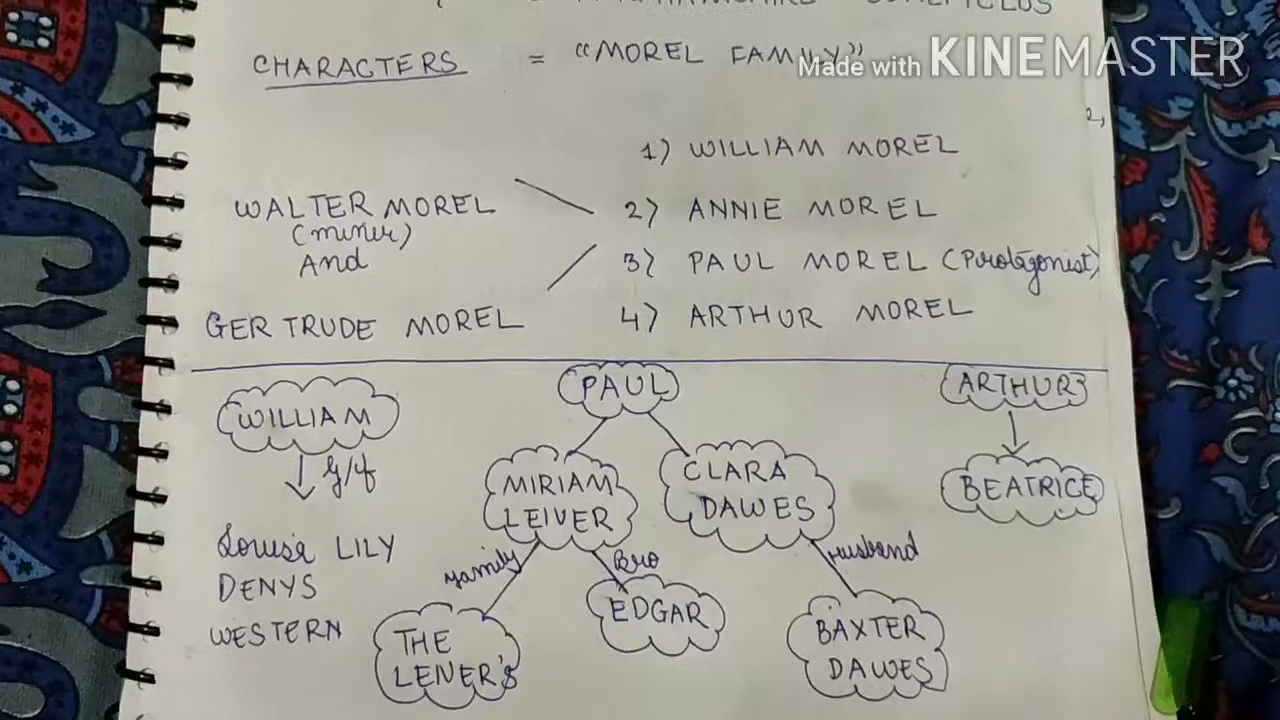 CHARACTERS = "MOREL FAMILY"
Made with KINEMASTER
1) WILLIAM MOREL
WALTER MOREL
2) ANNIE MOREL
(miner)
And
3) PAUL MOREL (Protagonist)
GERTRUDE MOREL
4) ARTHUR MOREL
WILLIAM
PAUL
ARTHUR
g/f
MIRIAM
LEIVER
CLARA
DAWES
BEATRICE
Louisa LILY
DENYS
WESTERN
family
Bro
Husband
THE
LEIVER'S
EDGAR
BAXTER
DAWES